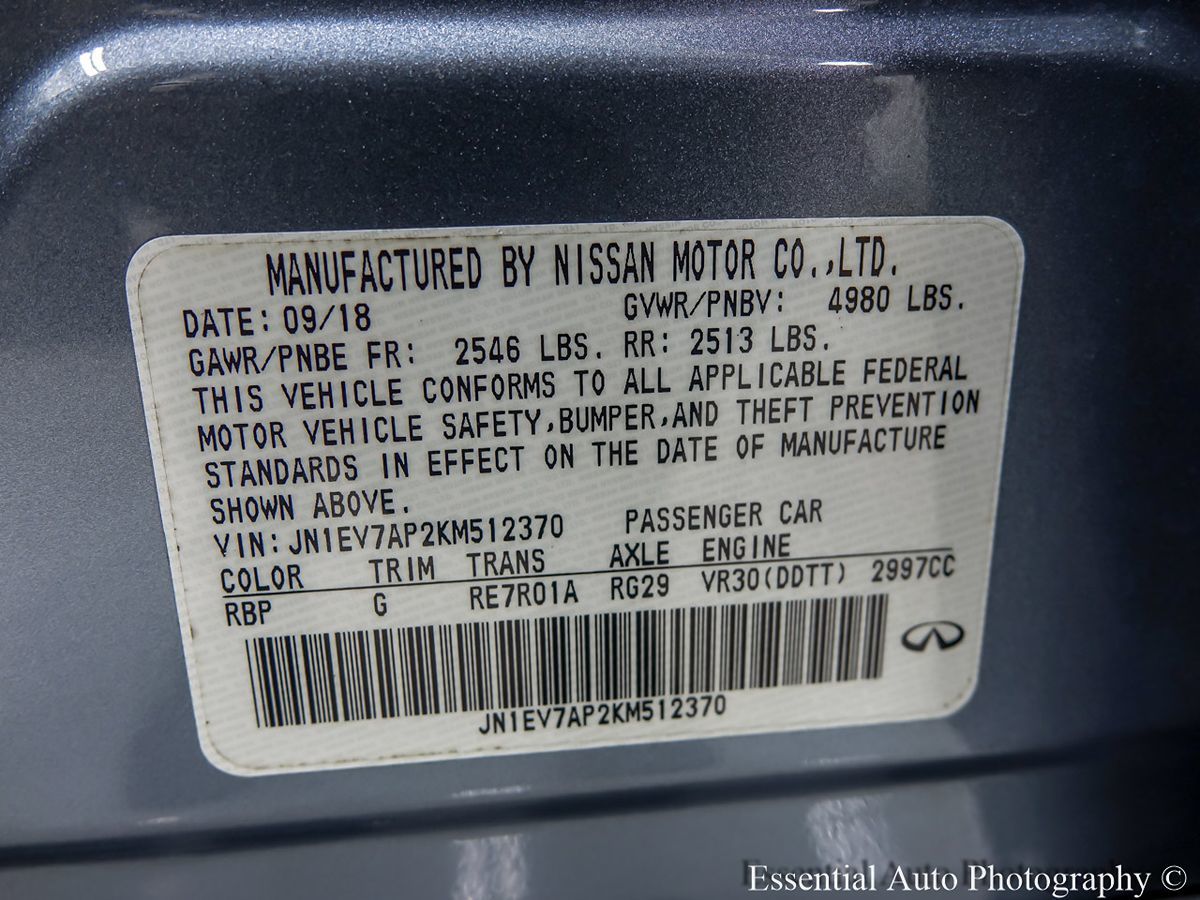 MANUFACTURED BY NISSAN MOTOR CO.,LTD.
DATE: 09/18 GVWR/PNBV: 4980 LBS.
GAWR/PNBE FR: 2546 LBS. RR: 2513 LBS.
THIS VEHICLE CONFORMS TO ALL APPLICABLE FEDERAL
MOTOR VEHICLE SAFETY,BUMPER,AND THEFT PREVENTION
STANDARDS IN EFFECT ON THE DATE OF MANUFACTURE
SHOWN ABOVE.
VIN:JN1EV7AP2KM512370 PASSENGER CAR
COLOR TRIM TRANS AXLE ENGINE
RBP G RE7R01A RG29 VR30(DDTT) 2997CC
JN1EV7AP2KM512370
Essential Auto Photography ©